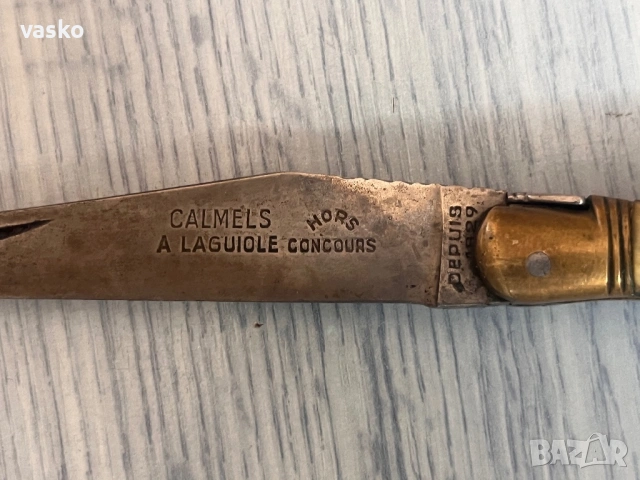 vasko
CALMELS HORS
A LAGUIOLE CONCOURS
DEPUIS
BAZAR